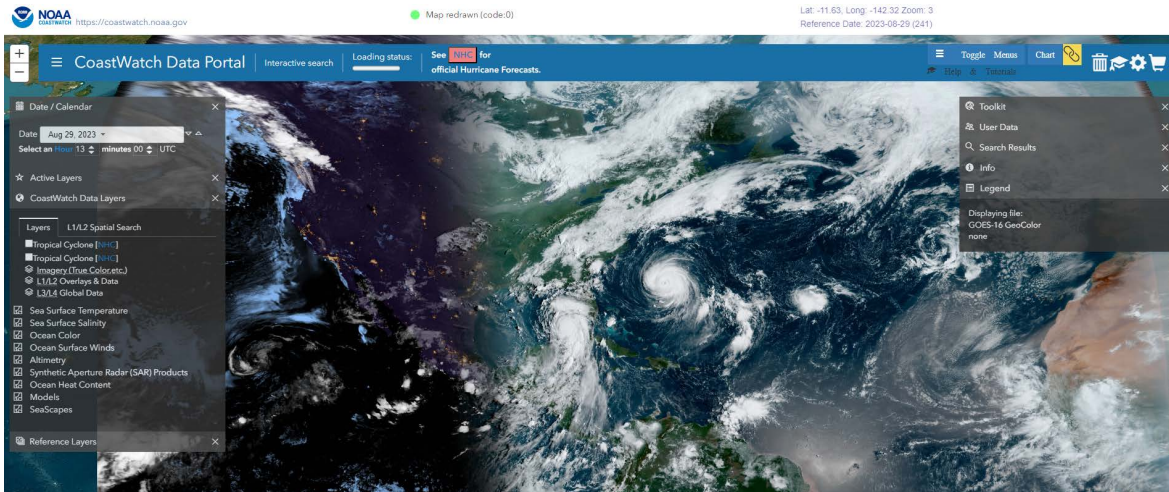 NOAA
COASTWATCH
https://coastwatch.noaa.gov
Map redrawn (code:0)
Lat: -11.63, Long: -142.32 Zoom: 3
Reference Date: 2023-08-29 (241)
+
−
☰ CoastWatch Data Portal
Interactive search
Loading status:
See NHC for
official Hurricane Forecasts.
☰ Toggle Menus
Chart
Help & Tutorials
Date / Calendar ×
Date Aug 29, 2023
Select an Hour 13 minutes 00 UTC
Active Layers ×
CoastWatch Data Layers ×
Layers L1/L2 Spatial Search
Tropical Cyclone [NHC]
Tropical Cyclone [NHC]
Imagery (True Color,etc.)
L1/L2 Overlays & Data
L3/L4 Global Data
Sea Surface Temperature
Sea Surface Salinity
Ocean Color
Ocean Surface Winds
Altimetry
Synthetic Aperture Radar (SAR) Products
Ocean Heat Content
Models
SeaScapes
Reference Layers ×
Toolkit ×
User Data ×
Search Results ×
Info ×
Legend ×
Displaying file:
GOES-16 GeoColor
none